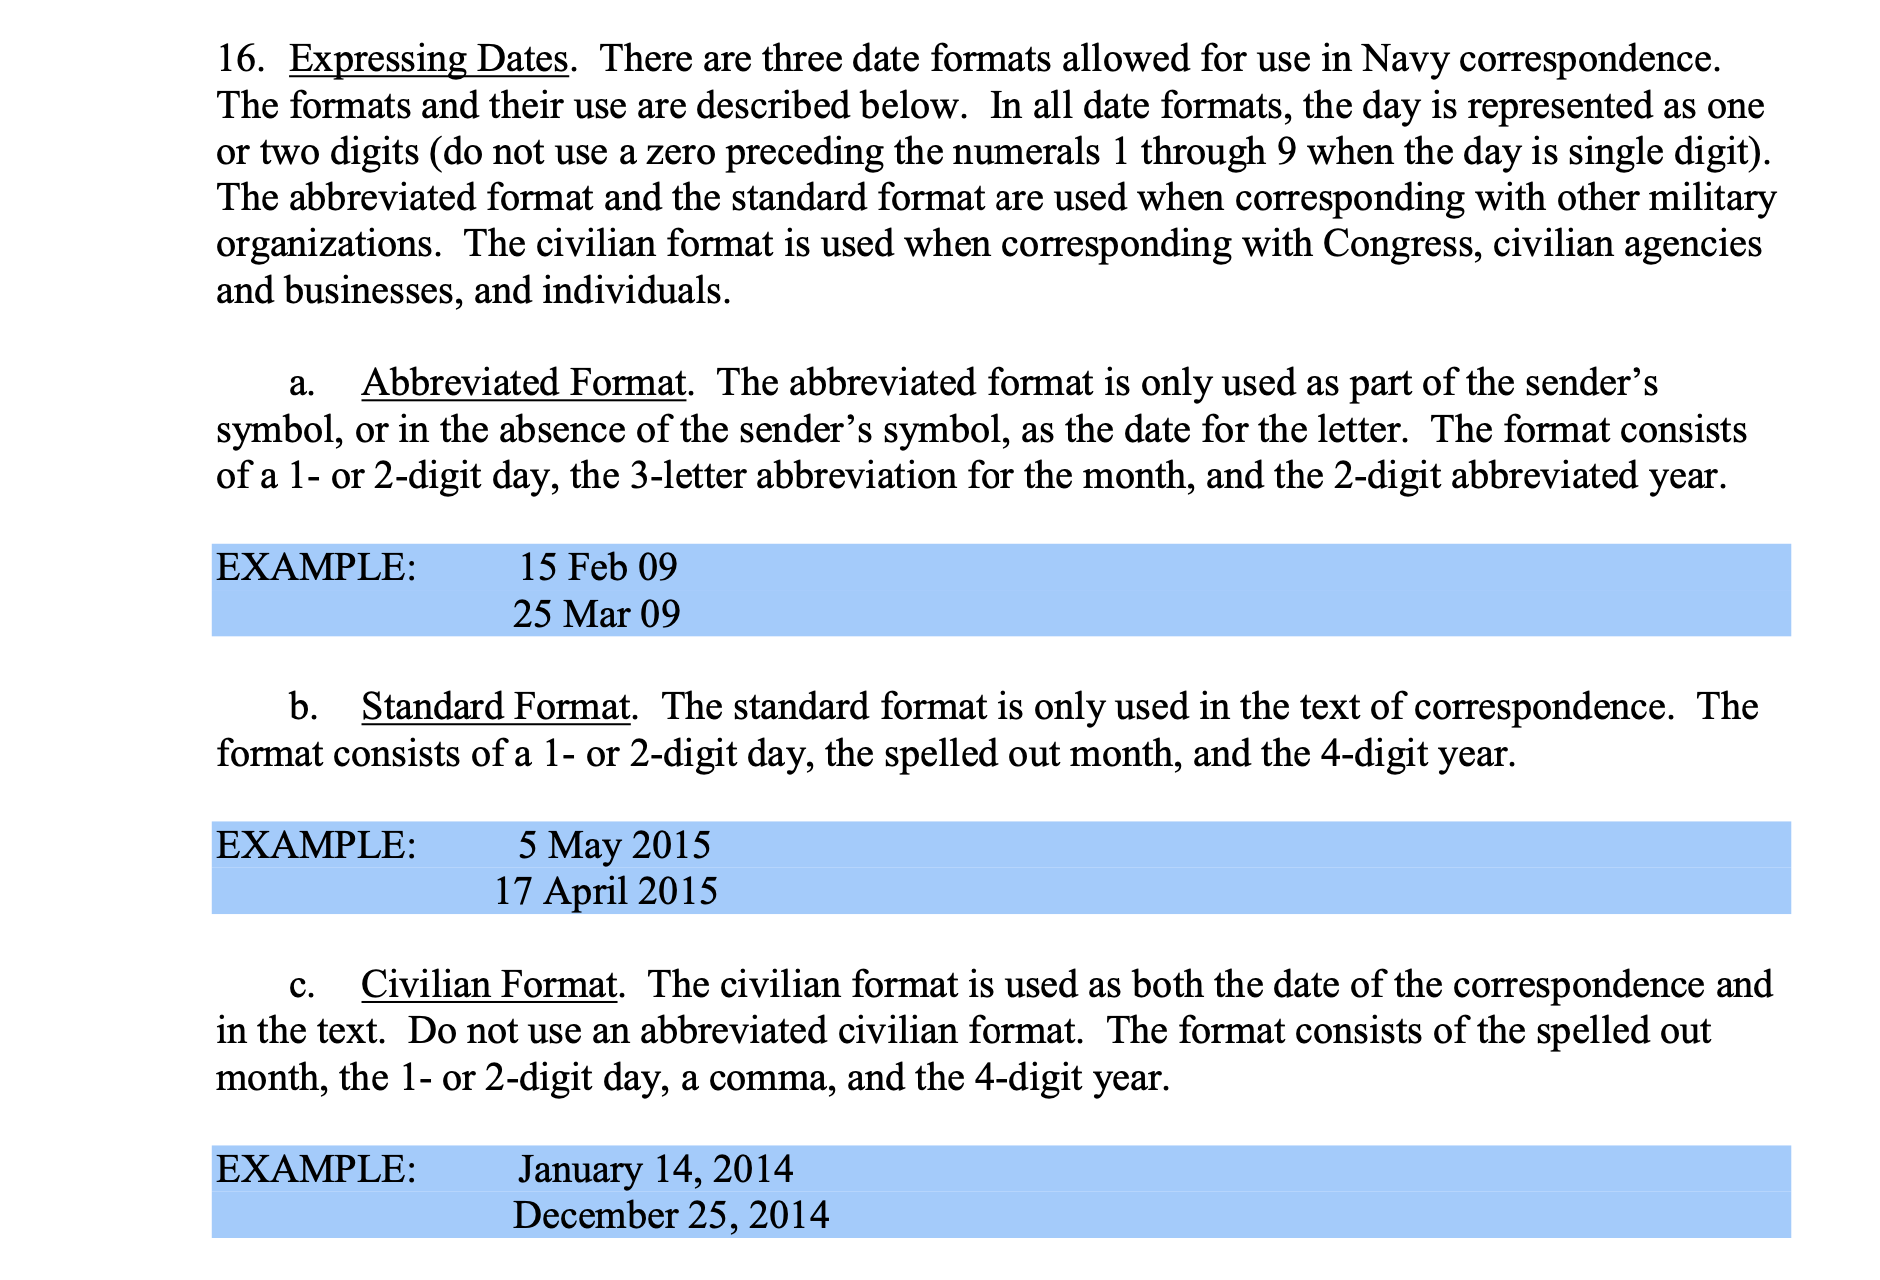 16.  Expressing Dates.  There are three date formats allowed for use in Navy correspondence.
The formats and their use are described below.  In all date formats, the day is represented as one
or two digits (do not use a zero preceding the numerals 1 through 9 when the day is single digit).
The abbreviated format and the standard format are used when corresponding with other military
organizations.  The civilian format is used when corresponding with Congress, civilian agencies
and businesses, and individuals.
a.  Abbreviated Format.  The abbreviated format is only used as part of the sender’s
symbol, or in the absence of the sender’s symbol, as the date for the letter.  The format consists
of a 1- or 2-digit day, the 3-letter abbreviation for the month, and the 2-digit abbreviated year.
EXAMPLE: 15 Feb 09
25 Mar 09
b.  Standard Format.  The standard format is only used in the text of correspondence.  The
format consists of a 1- or 2-digit day, the spelled out month, and the 4-digit year.
EXAMPLE: 5 May 2015
17 April 2015
c.  Civilian Format.  The civilian format is used as both the date of the correspondence and
in the text.  Do not use an abbreviated civilian format.  The format consists of the spelled out
month, the 1- or 2-digit day, a comma, and the 4-digit year.
EXAMPLE: January 14, 2014
December 25, 2014